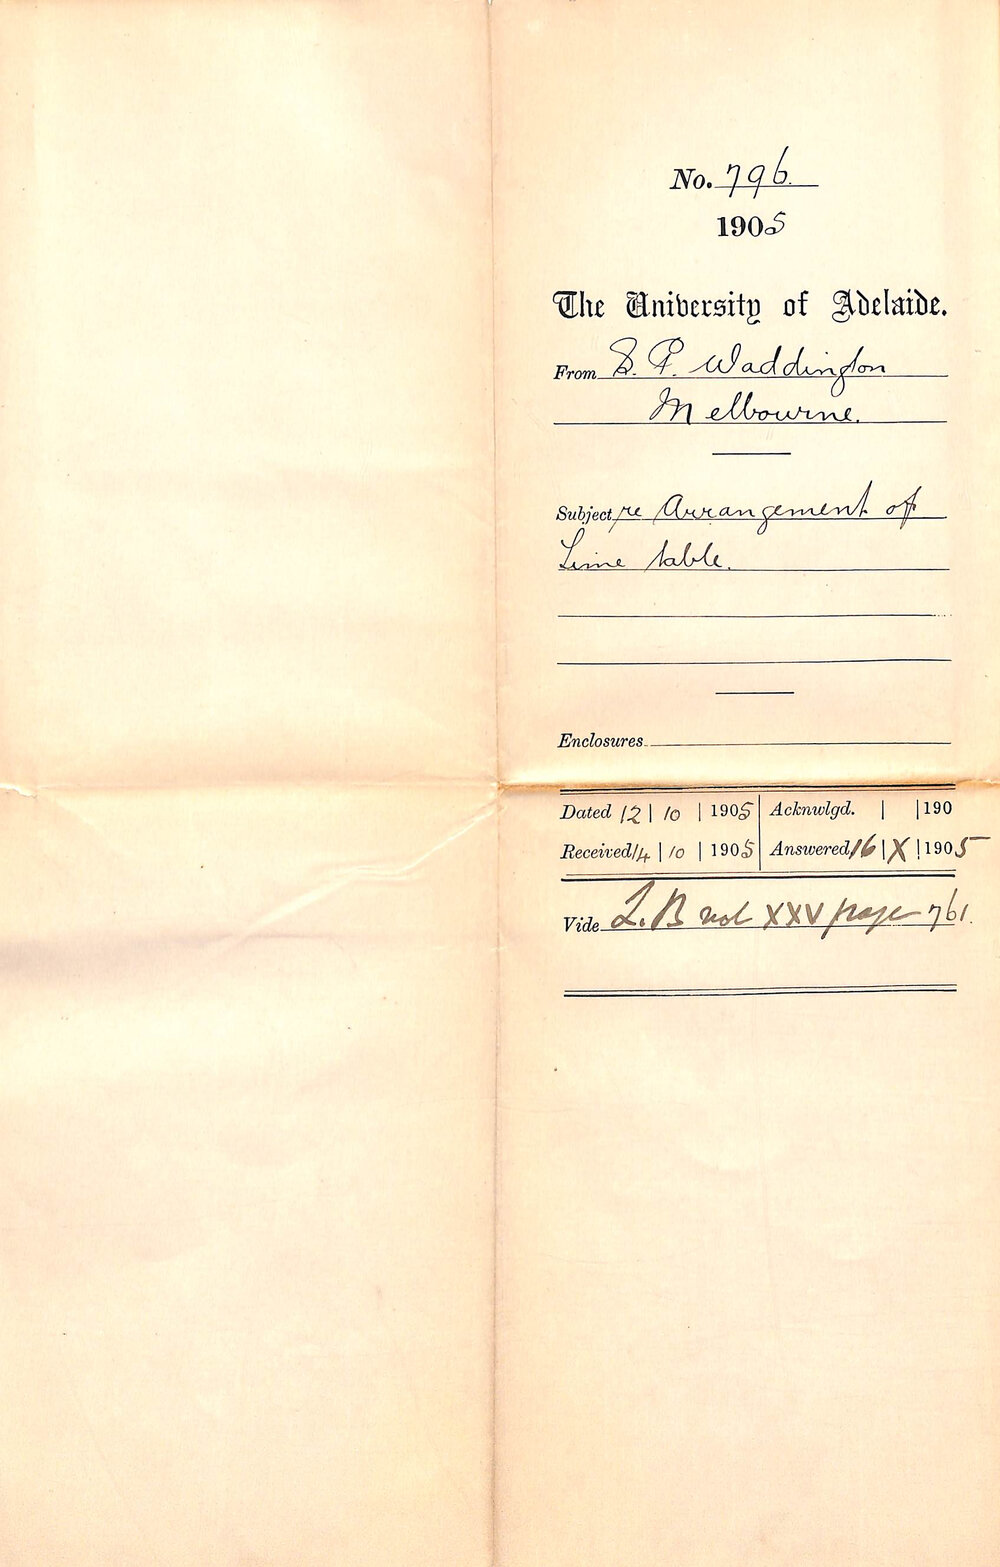 No. 796.
1905
The University of Adelaide.
From S. P. Waddington
Melbourne.
Subject re Arrangement of
Time table.
Enclosures
Dated 12 | 10 | 1905 | Acknwlgd. | | 190
Received 14 | 10 | 1905 | Answered 16 | X | 1905
Vide L.B vol XXV page 761.